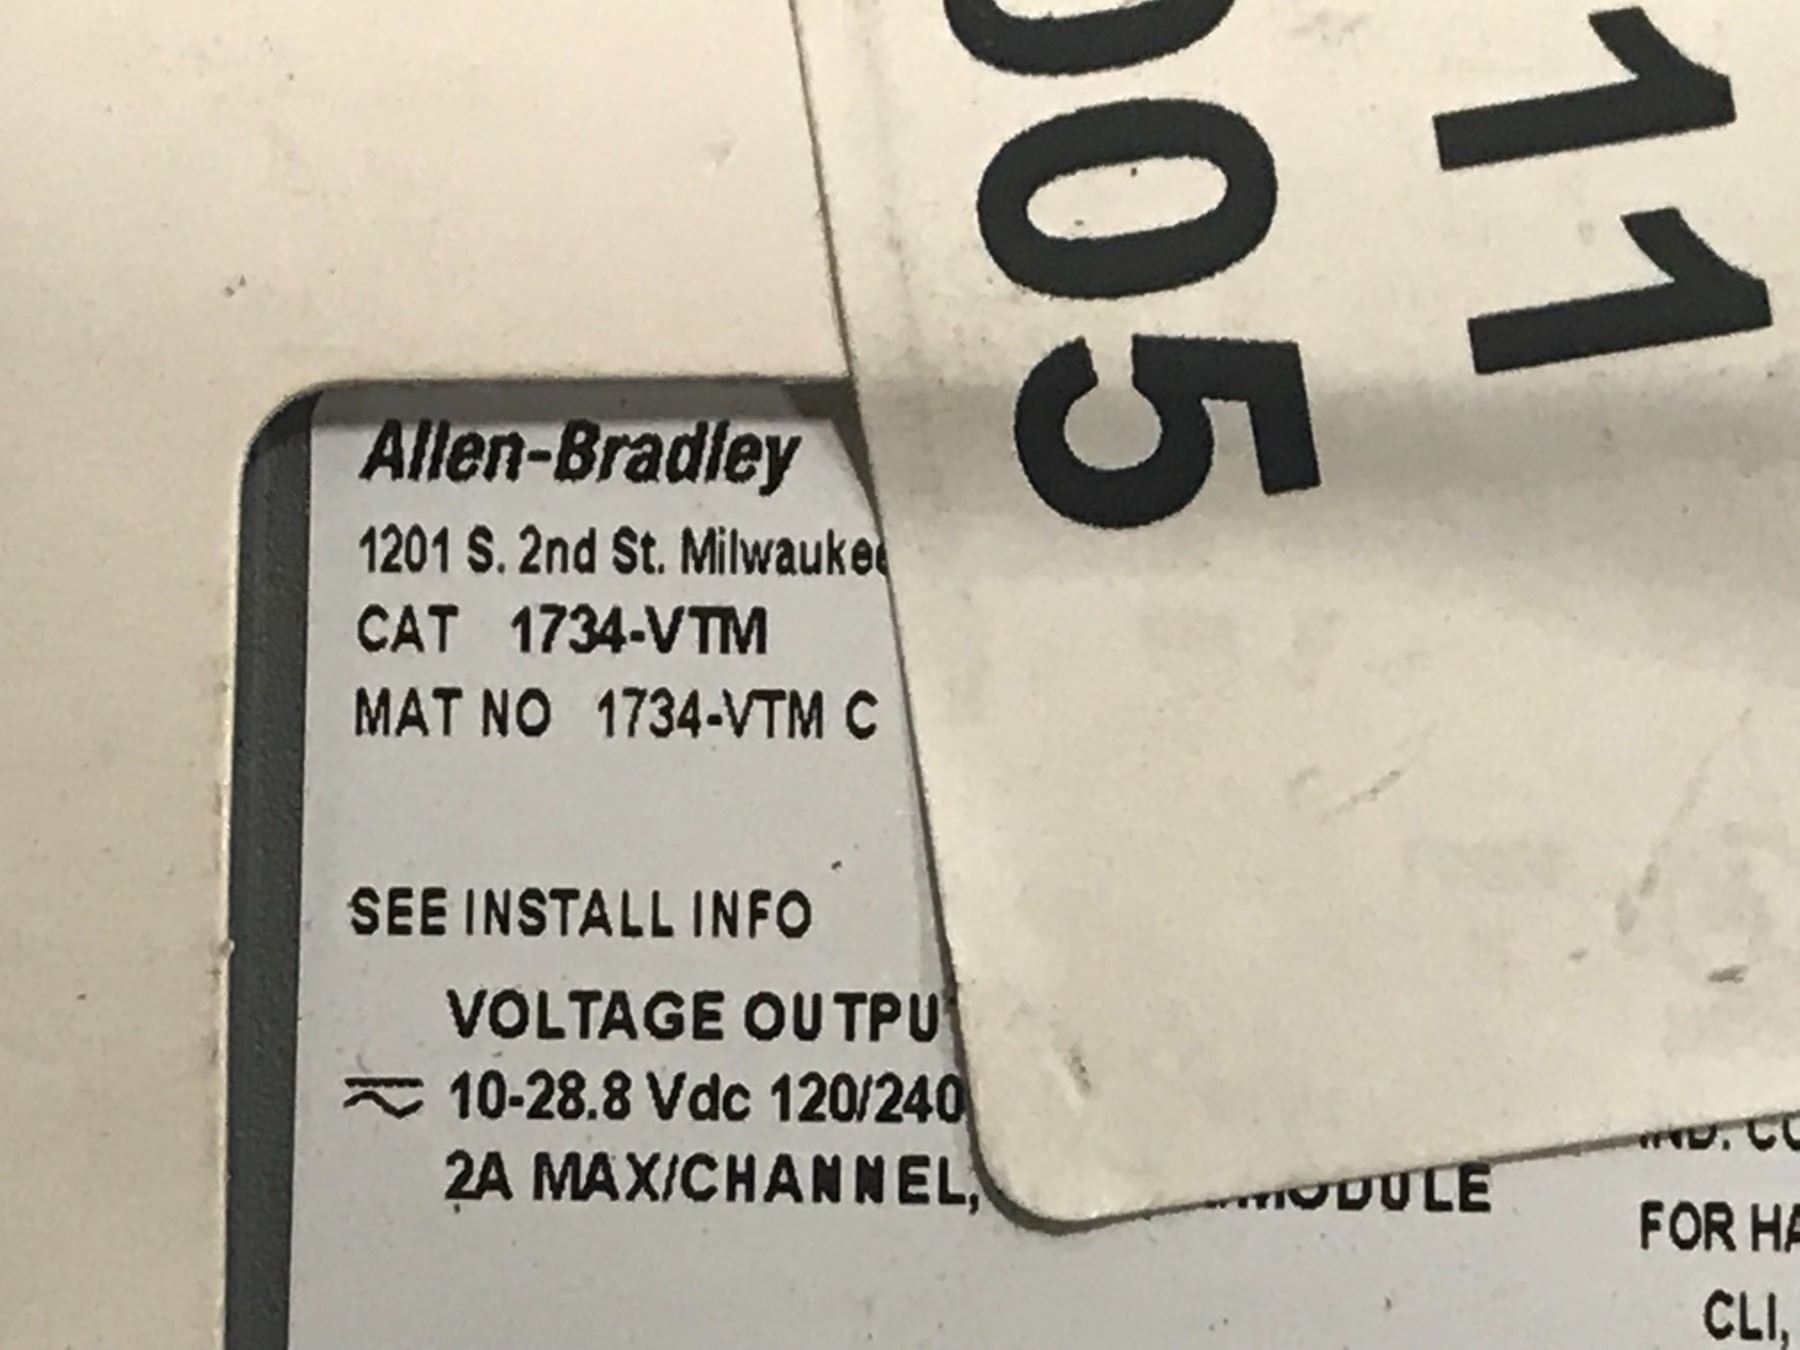 Allen-Bradley
1201 S. 2nd St. Milwaukee
CAT 1734-VTM
MAT NO 1734-VTM C
SEE INSTALL INFO
VOLTAGE OUTPU
10-28.8 Vdc 120/240
2A MAX/CHANNEL, MODULE
IND. CO
FOR HA
CLI,
11
005